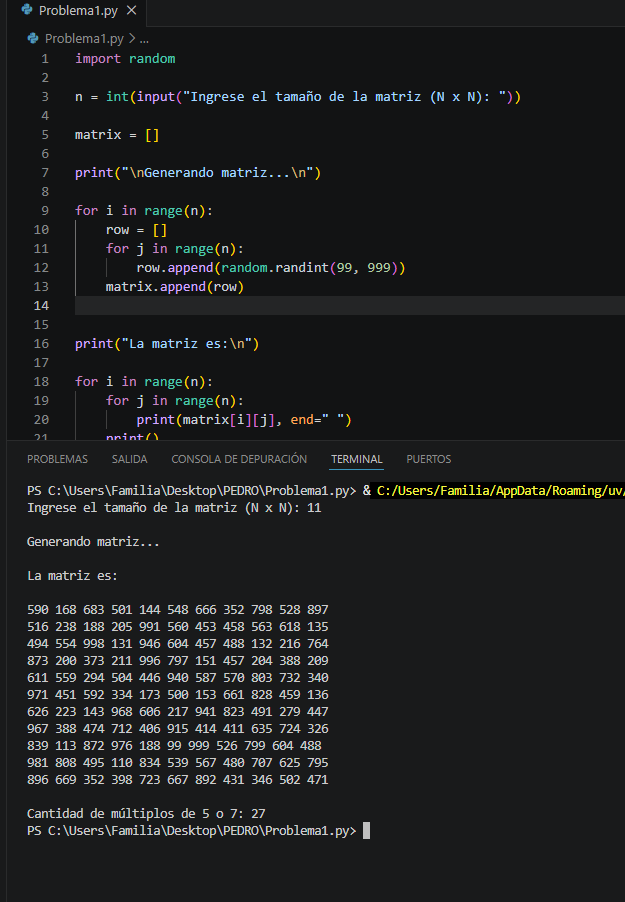 Problema1.py
Problema1.py > ...
1 import random
2
3 n = int(input("Ingrese el tamaño de la matriz (N x N): "))
4
5 matrix = []
6
7 print("\nGenerando matriz...\n")
8
9 for i in range(n):
10 row = []
11 for j in range(n):
12 row.append(random.randint(99, 999))
13 matrix.append(row)
14
15
16 print("La matriz es:\n")
17
18 for i in range(n):
19 for j in range(n):
20 print(matrix[i][j], end=" ")
21 print()
PROBLEMAS SALIDA CONSOLA DE DEPURACIÓN TERMINAL PUERTOS
PS C:\Users\Familia\Desktop\PEDRO\Problema1.py> & C:/Users/Familia/AppData/Roaming/uv/
Ingrese el tamaño de la matriz (N x N): 11
Generando matriz...
La matriz es:
590 168 683 501 144 548 666 352 798 528 897
516 238 188 205 991 560 453 458 563 618 135
494 554 998 131 946 604 457 488 132 216 764
873 200 373 211 996 797 151 457 204 388 209
611 559 294 504 446 940 587 570 803 732 340
971 451 592 334 173 500 153 661 828 459 136
626 223 143 968 606 217 941 823 491 279 447
967 388 474 712 406 915 414 411 635 724 326
839 113 872 976 188 99 999 526 799 604 488
981 808 495 110 834 539 567 480 707 625 795
896 669 352 398 723 667 892 431 346 502 471
Cantidad de múltiplos de 5 o 7: 27
PS C:\Users\Familia\Desktop\PEDRO\Problema1.py>